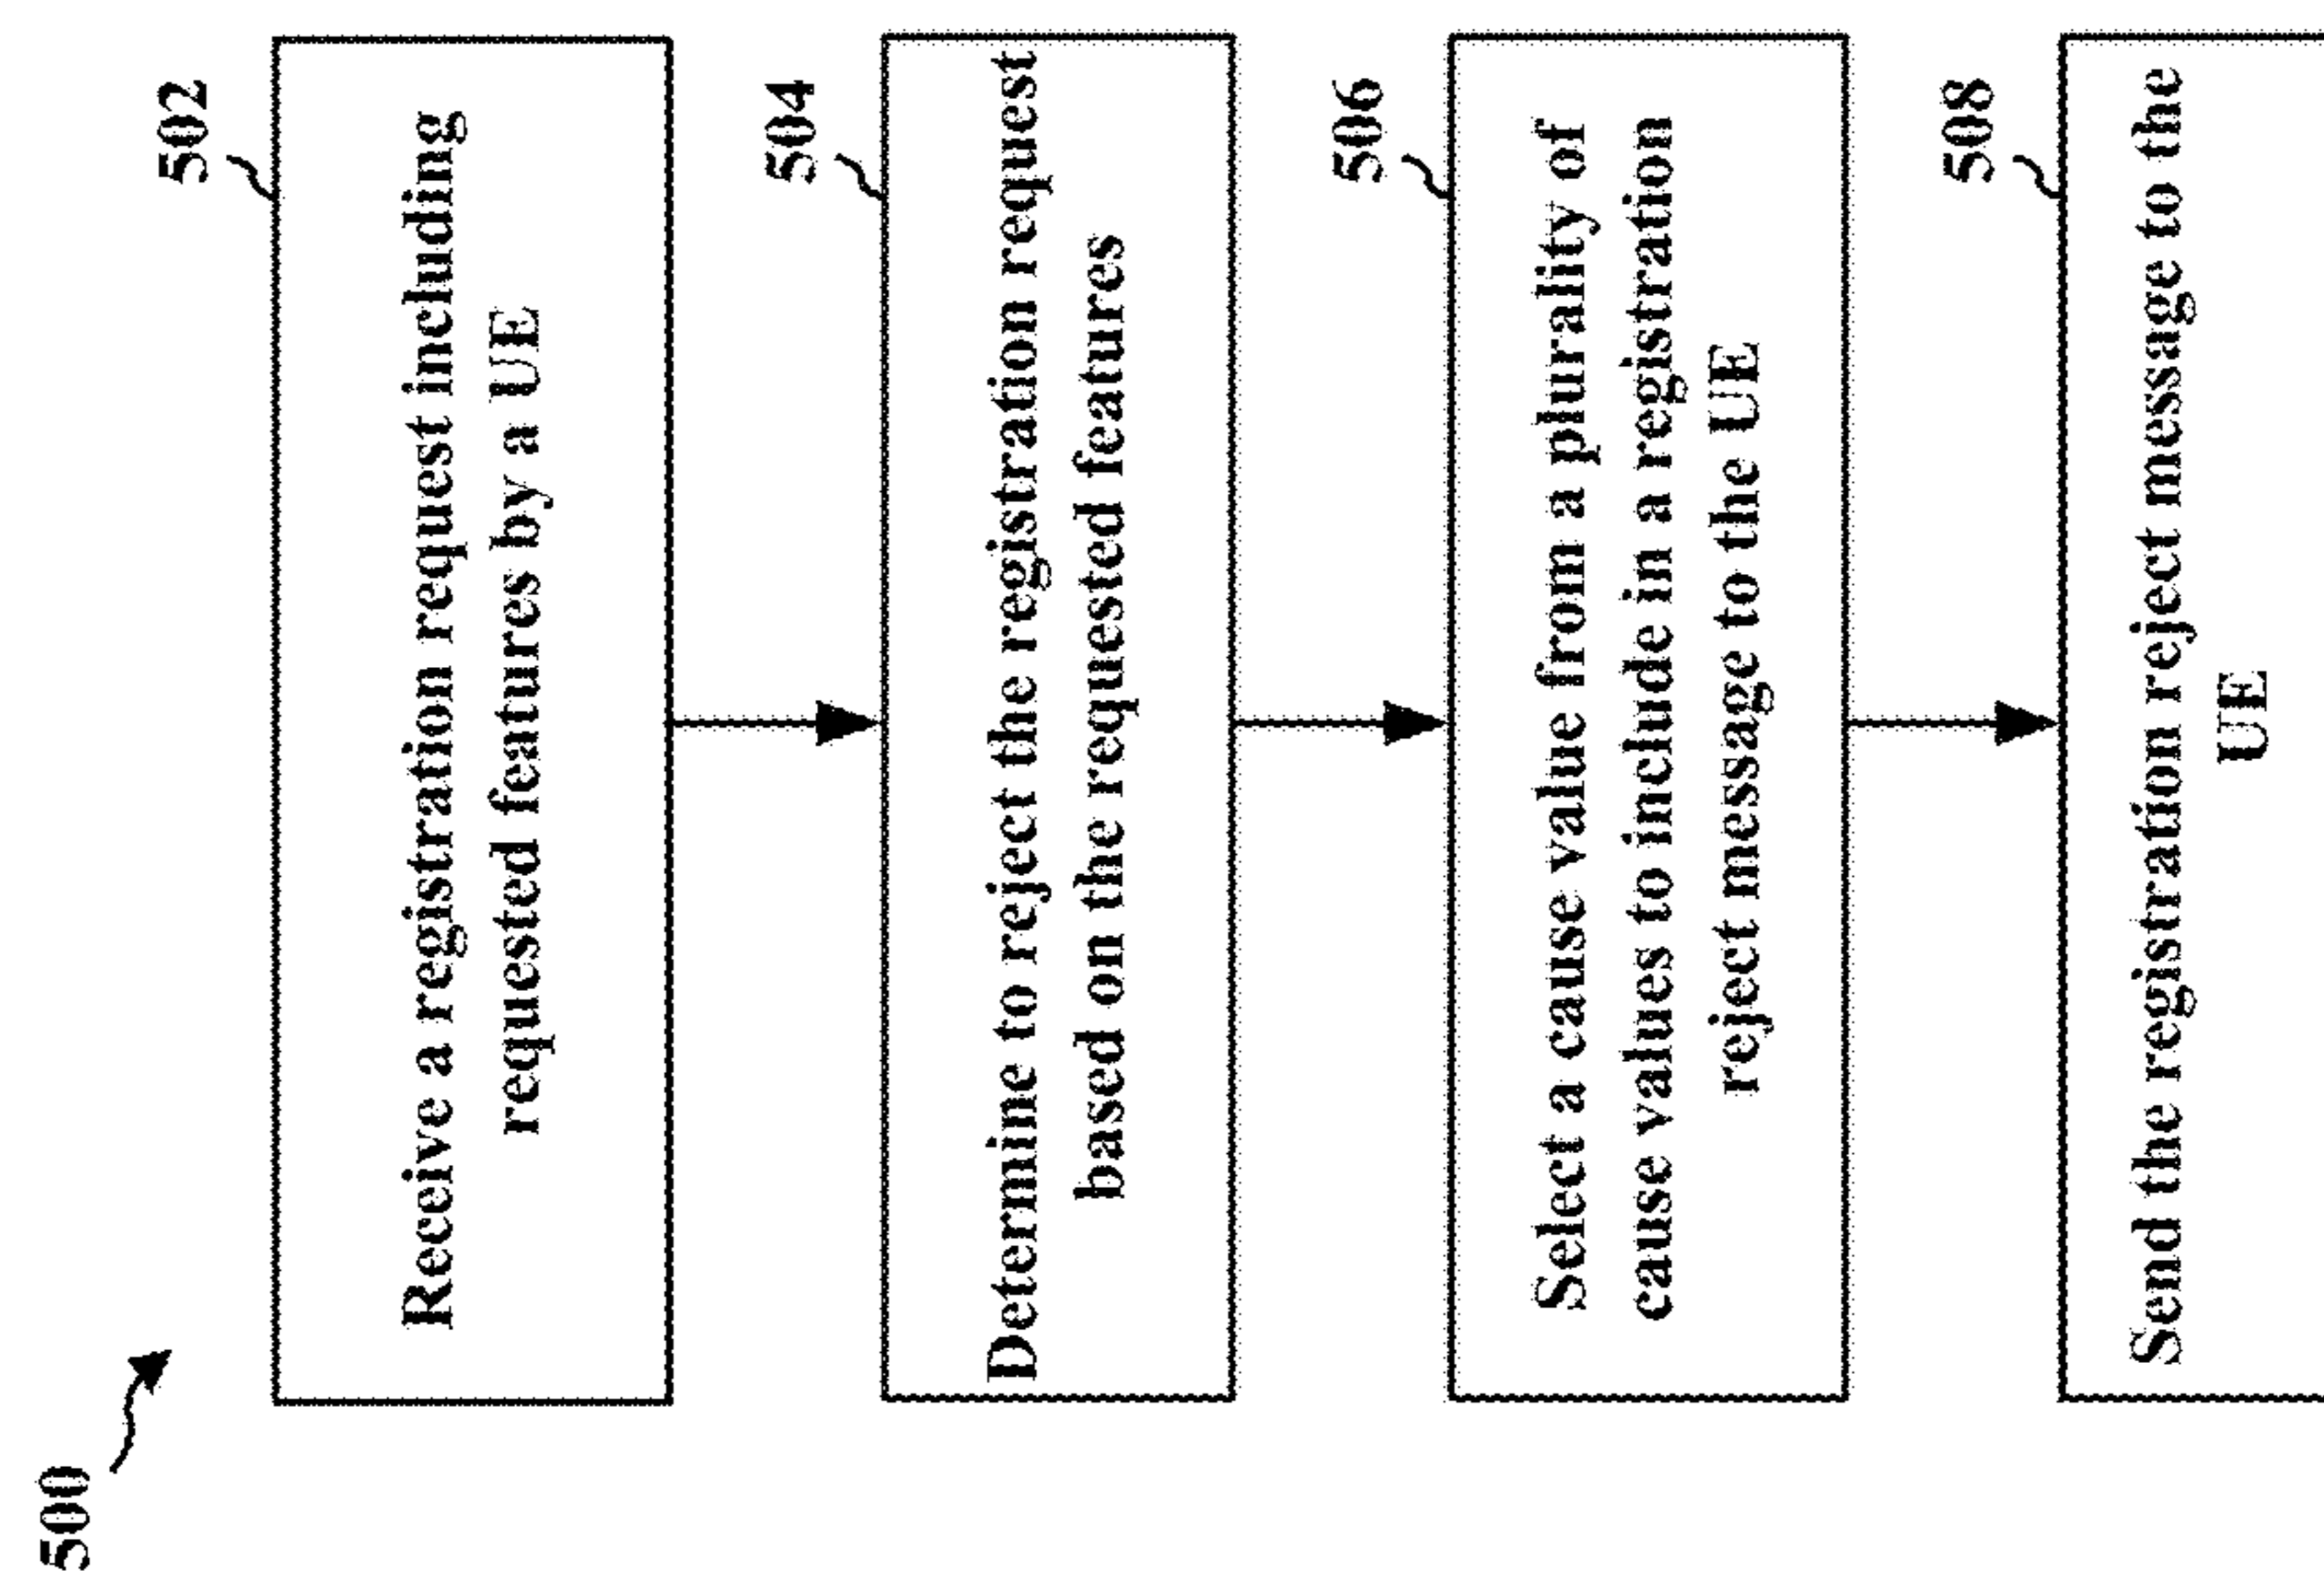 500
502
Receive a registration request including
requested features by a UE
504
Determine to reject the registration request
based on the requested features
506
Select a cause value from a plurality of
cause values to include in a registration
reject message to the UE
508
Send the registration reject message to the
UE